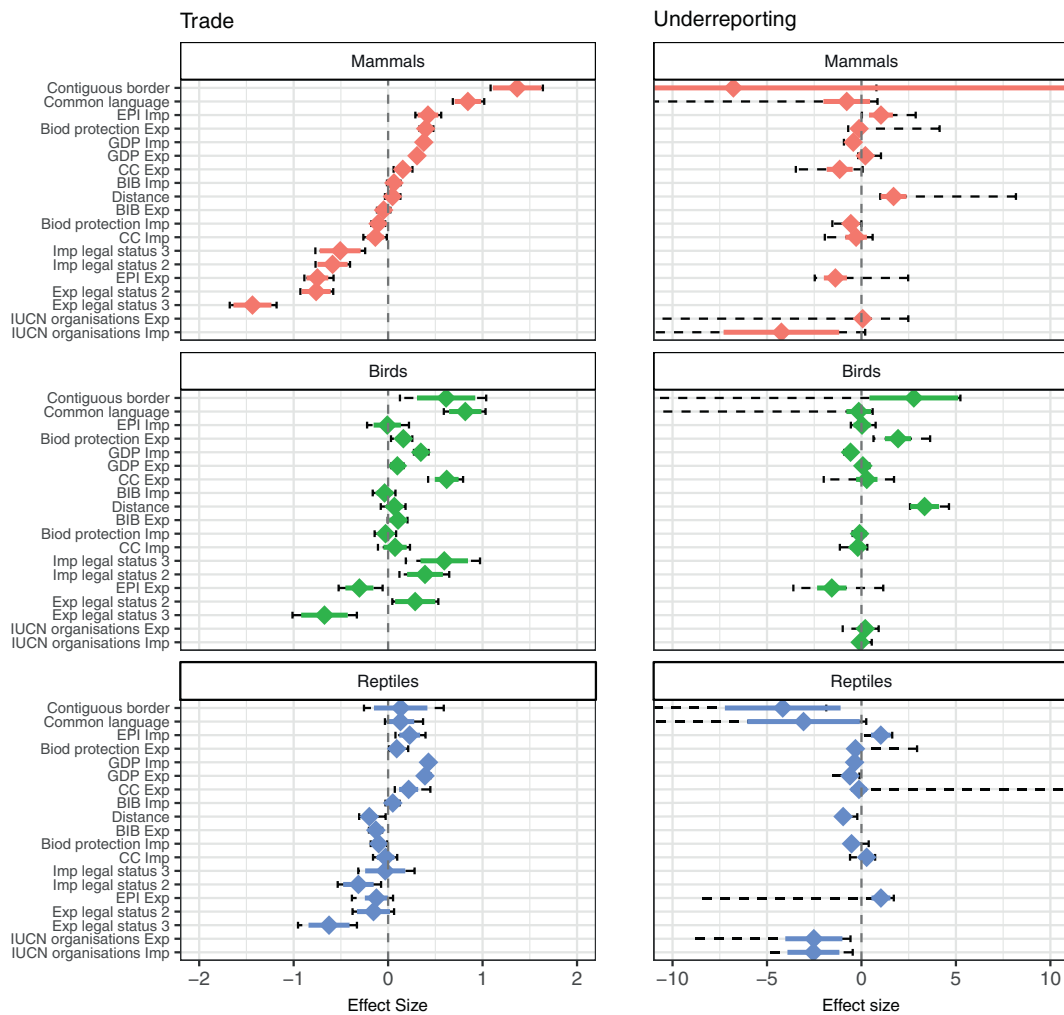 Trade
Underreporting
Mammals
Mammals
Contiguous border
Common language
EPI Imp
Biod protection Exp
GDP Imp
GDP Exp
CC Exp
BIB Imp
Distance
BIB Exp
Biod protection Imp
CC Imp
Imp legal status 3
Imp legal status 2
EPI Exp
Exp legal status 2
Exp legal status 3
IUCN organisations Exp
IUCN organisations Imp
Birds
Birds
Contiguous border
Common language
EPI Imp
Biod protection Exp
GDP Imp
GDP Exp
CC Exp
BIB Imp
Distance
BIB Exp
Biod protection Imp
CC Imp
Imp legal status 3
Imp legal status 2
EPI Exp
Exp legal status 2
Exp legal status 3
IUCN organisations Exp
IUCN organisations Imp
Reptiles
Reptiles
Contiguous border
Common language
EPI Imp
Biod protection Exp
GDP Imp
GDP Exp
CC Exp
BIB Imp
Distance
BIB Exp
Biod protection Imp
CC Imp
Imp legal status 3
Imp legal status 2
EPI Exp
Exp legal status 2
Exp legal status 3
IUCN organisations Exp
IUCN organisations Imp
−2 −1 0 1 2
−10 −5 0 5 10
Effect Size
Effect size